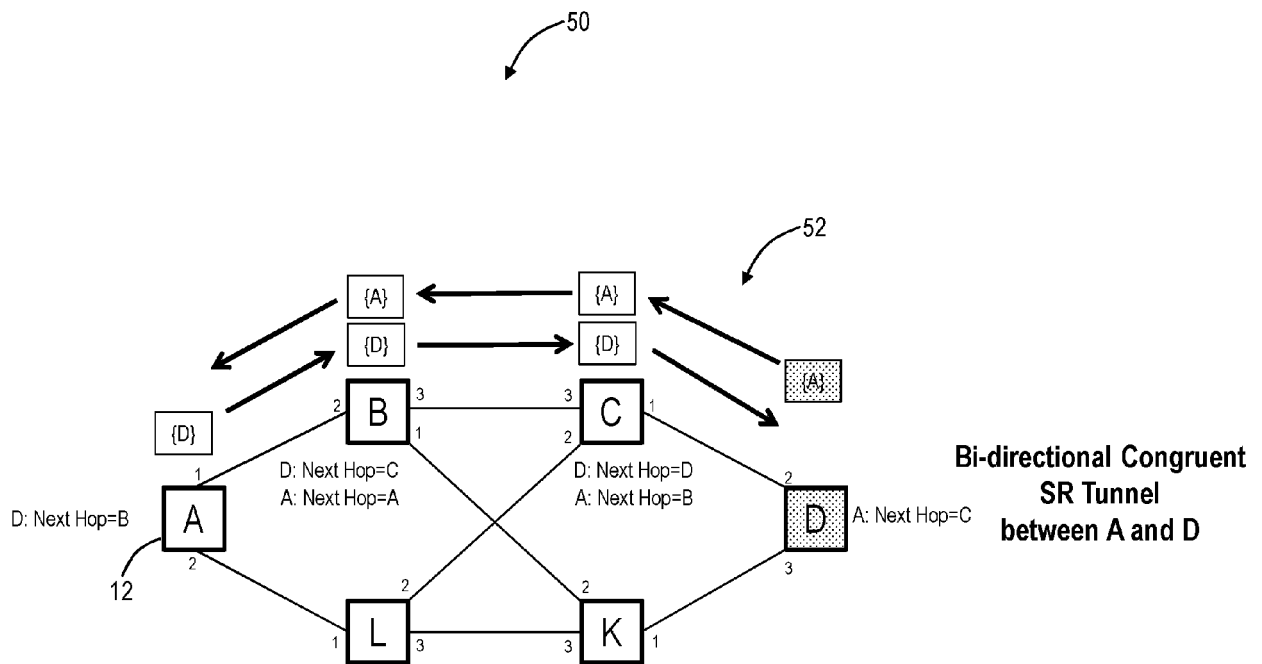 50
52
{A}
{A}
{D}
{D}
{A}
{D}
2
B
3
3
C
1
1
2
1
D: Next Hop=C
A: Next Hop=A
D: Next Hop=D
A: Next Hop=B
Bi-directional Congruent
SR Tunnel
between A and D
2
D: Next Hop=B
A
D
A: Next Hop=C
2
3
12
2
2
1
L
3
3
K
1